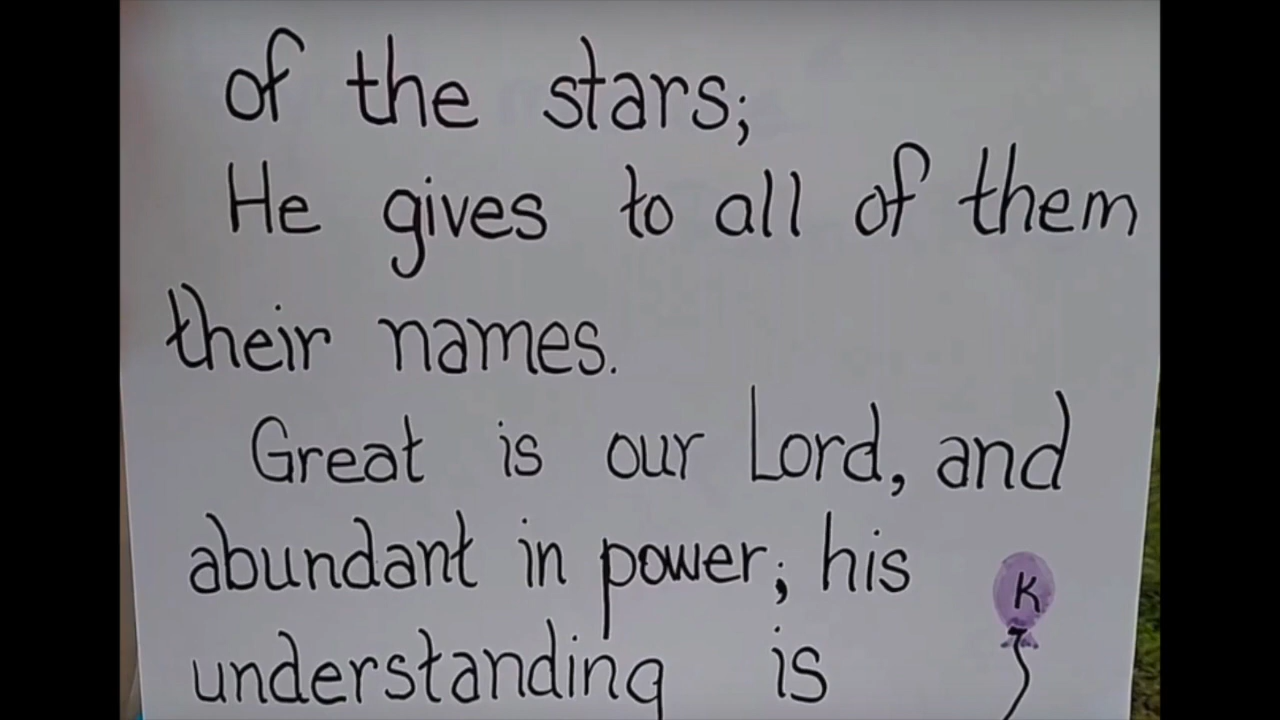 of the stars;
He gives to all of them
their names.
Great is our Lord, and
abundant in power; his
understanding is
K